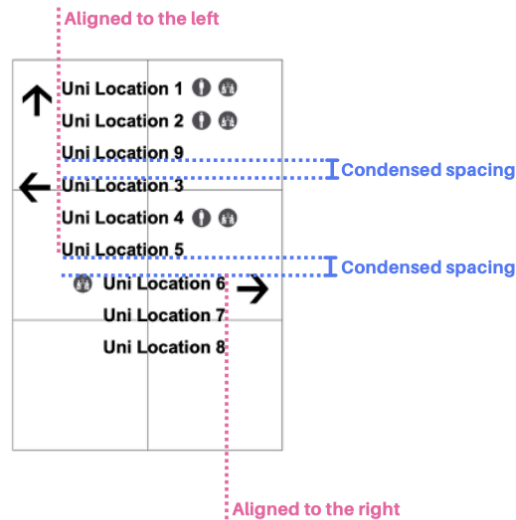 Aligned to the left
Uni Location 1
Uni Location 2
Uni Location 9
Condensed spacing
Uni Location 3
Uni Location 4
Uni Location 5
Condensed spacing
Uni Location 6
Uni Location 7
Uni Location 8
Aligned to the right